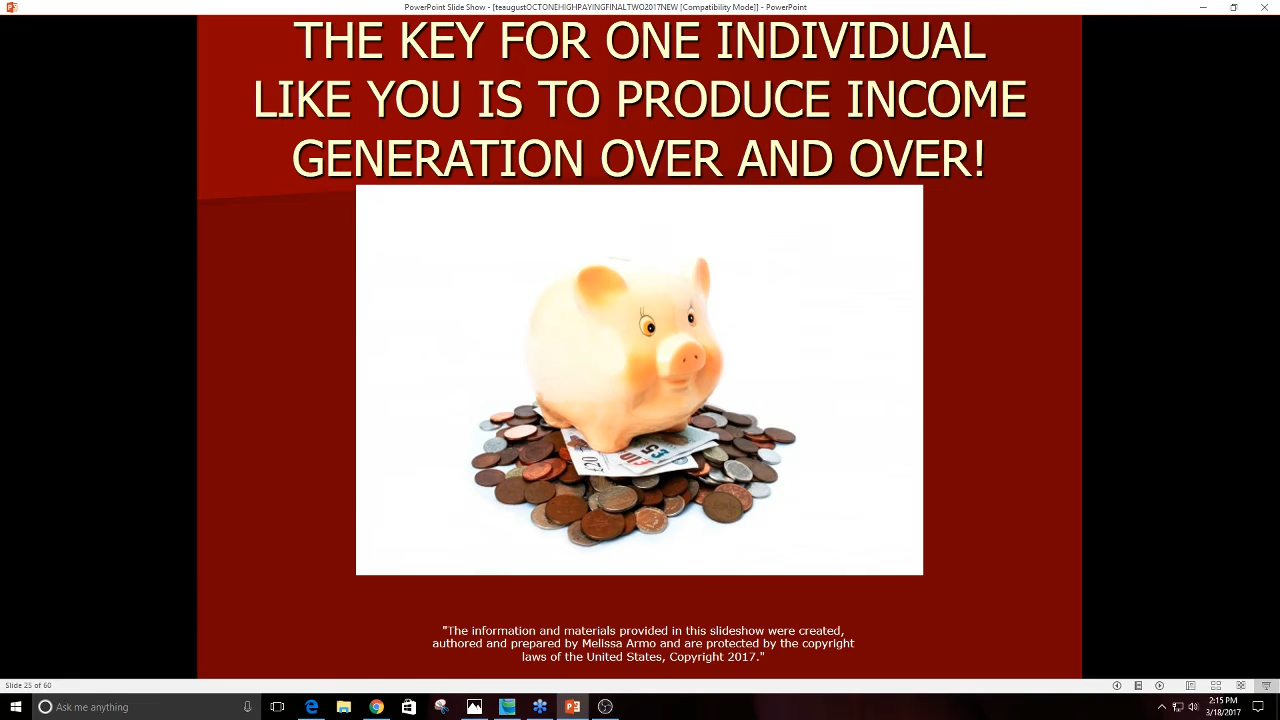 PowerPoint Slide Show - [teaugustOCTONEHIGHPAYINGFINALTWO2017NEW [Compatibility Mode]] - PowerPoint
THE KEY FOR ONE INDIVIDUAL
LIKE YOU IS TO PRODUCE INCOME
GENERATION OVER AND OVER!
£20
£10
£5
"The information and materials provided in this slideshow were created,
authored and prepared by Melissa Armo and are protected by the copyright
laws of the United States, Copyright 2017."
Slide 25 of 60
Ask me anything
2:15 PM
3/18/2017